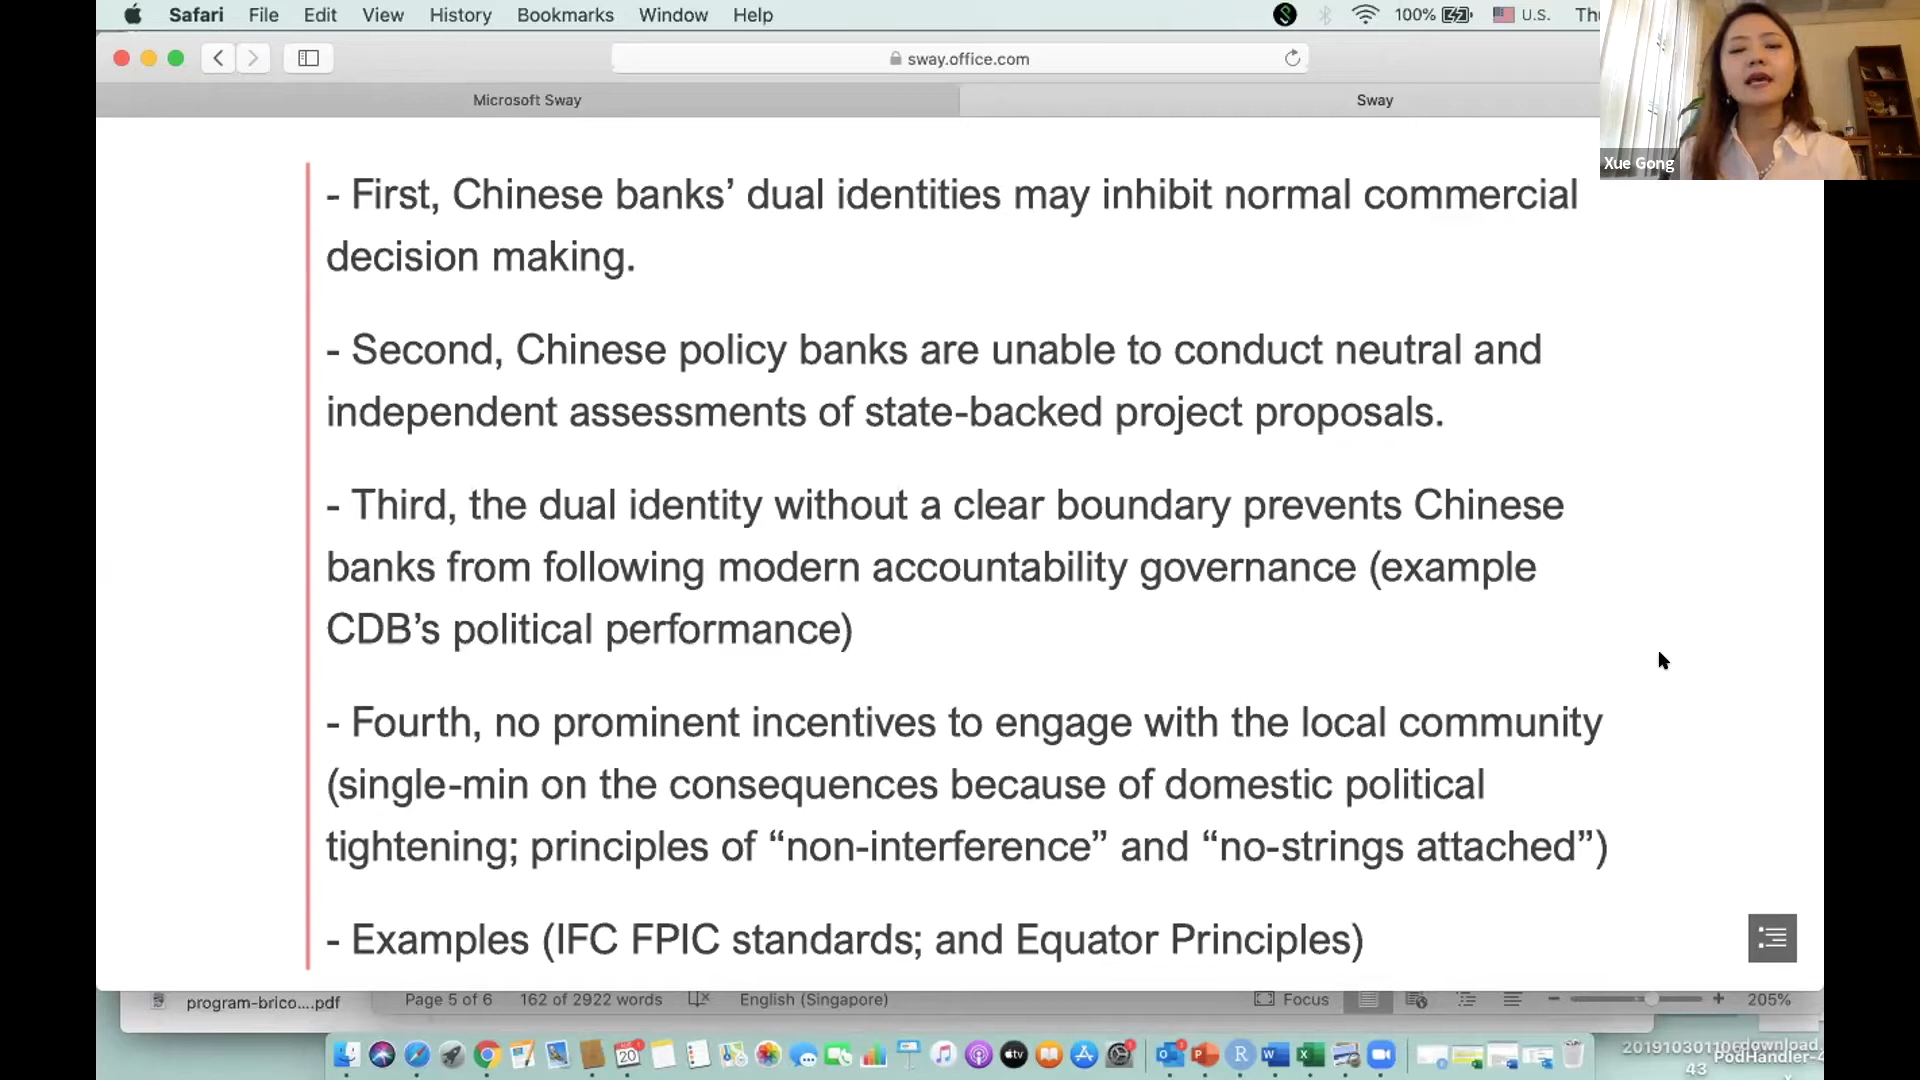 Safari File Edit View History Bookmarks Window Help 100% U.S. Thu
sway.office.com
Microsoft Sway Sway
Xue Gong
- First, Chinese banks’ dual identities may inhibit normal commercial
decision making.
- Second, Chinese policy banks are unable to conduct neutral and
independent assessments of state-backed project proposals.
- Third, the dual identity without a clear boundary prevents Chinese
banks from following modern accountability governance (example
CDB’s political performance)
- Fourth, no prominent incentives to engage with the local community
(single-min on the consequences because of domestic political
tightening; principles of “non-interference” and “no-strings attached”)
- Examples (IFC FPIC standards; and Equator Principles)
program-brico....pdf Page 5 of 6 162 of 2922 words English (Singapore) Focus 205%
20
tv
R
W
X
43